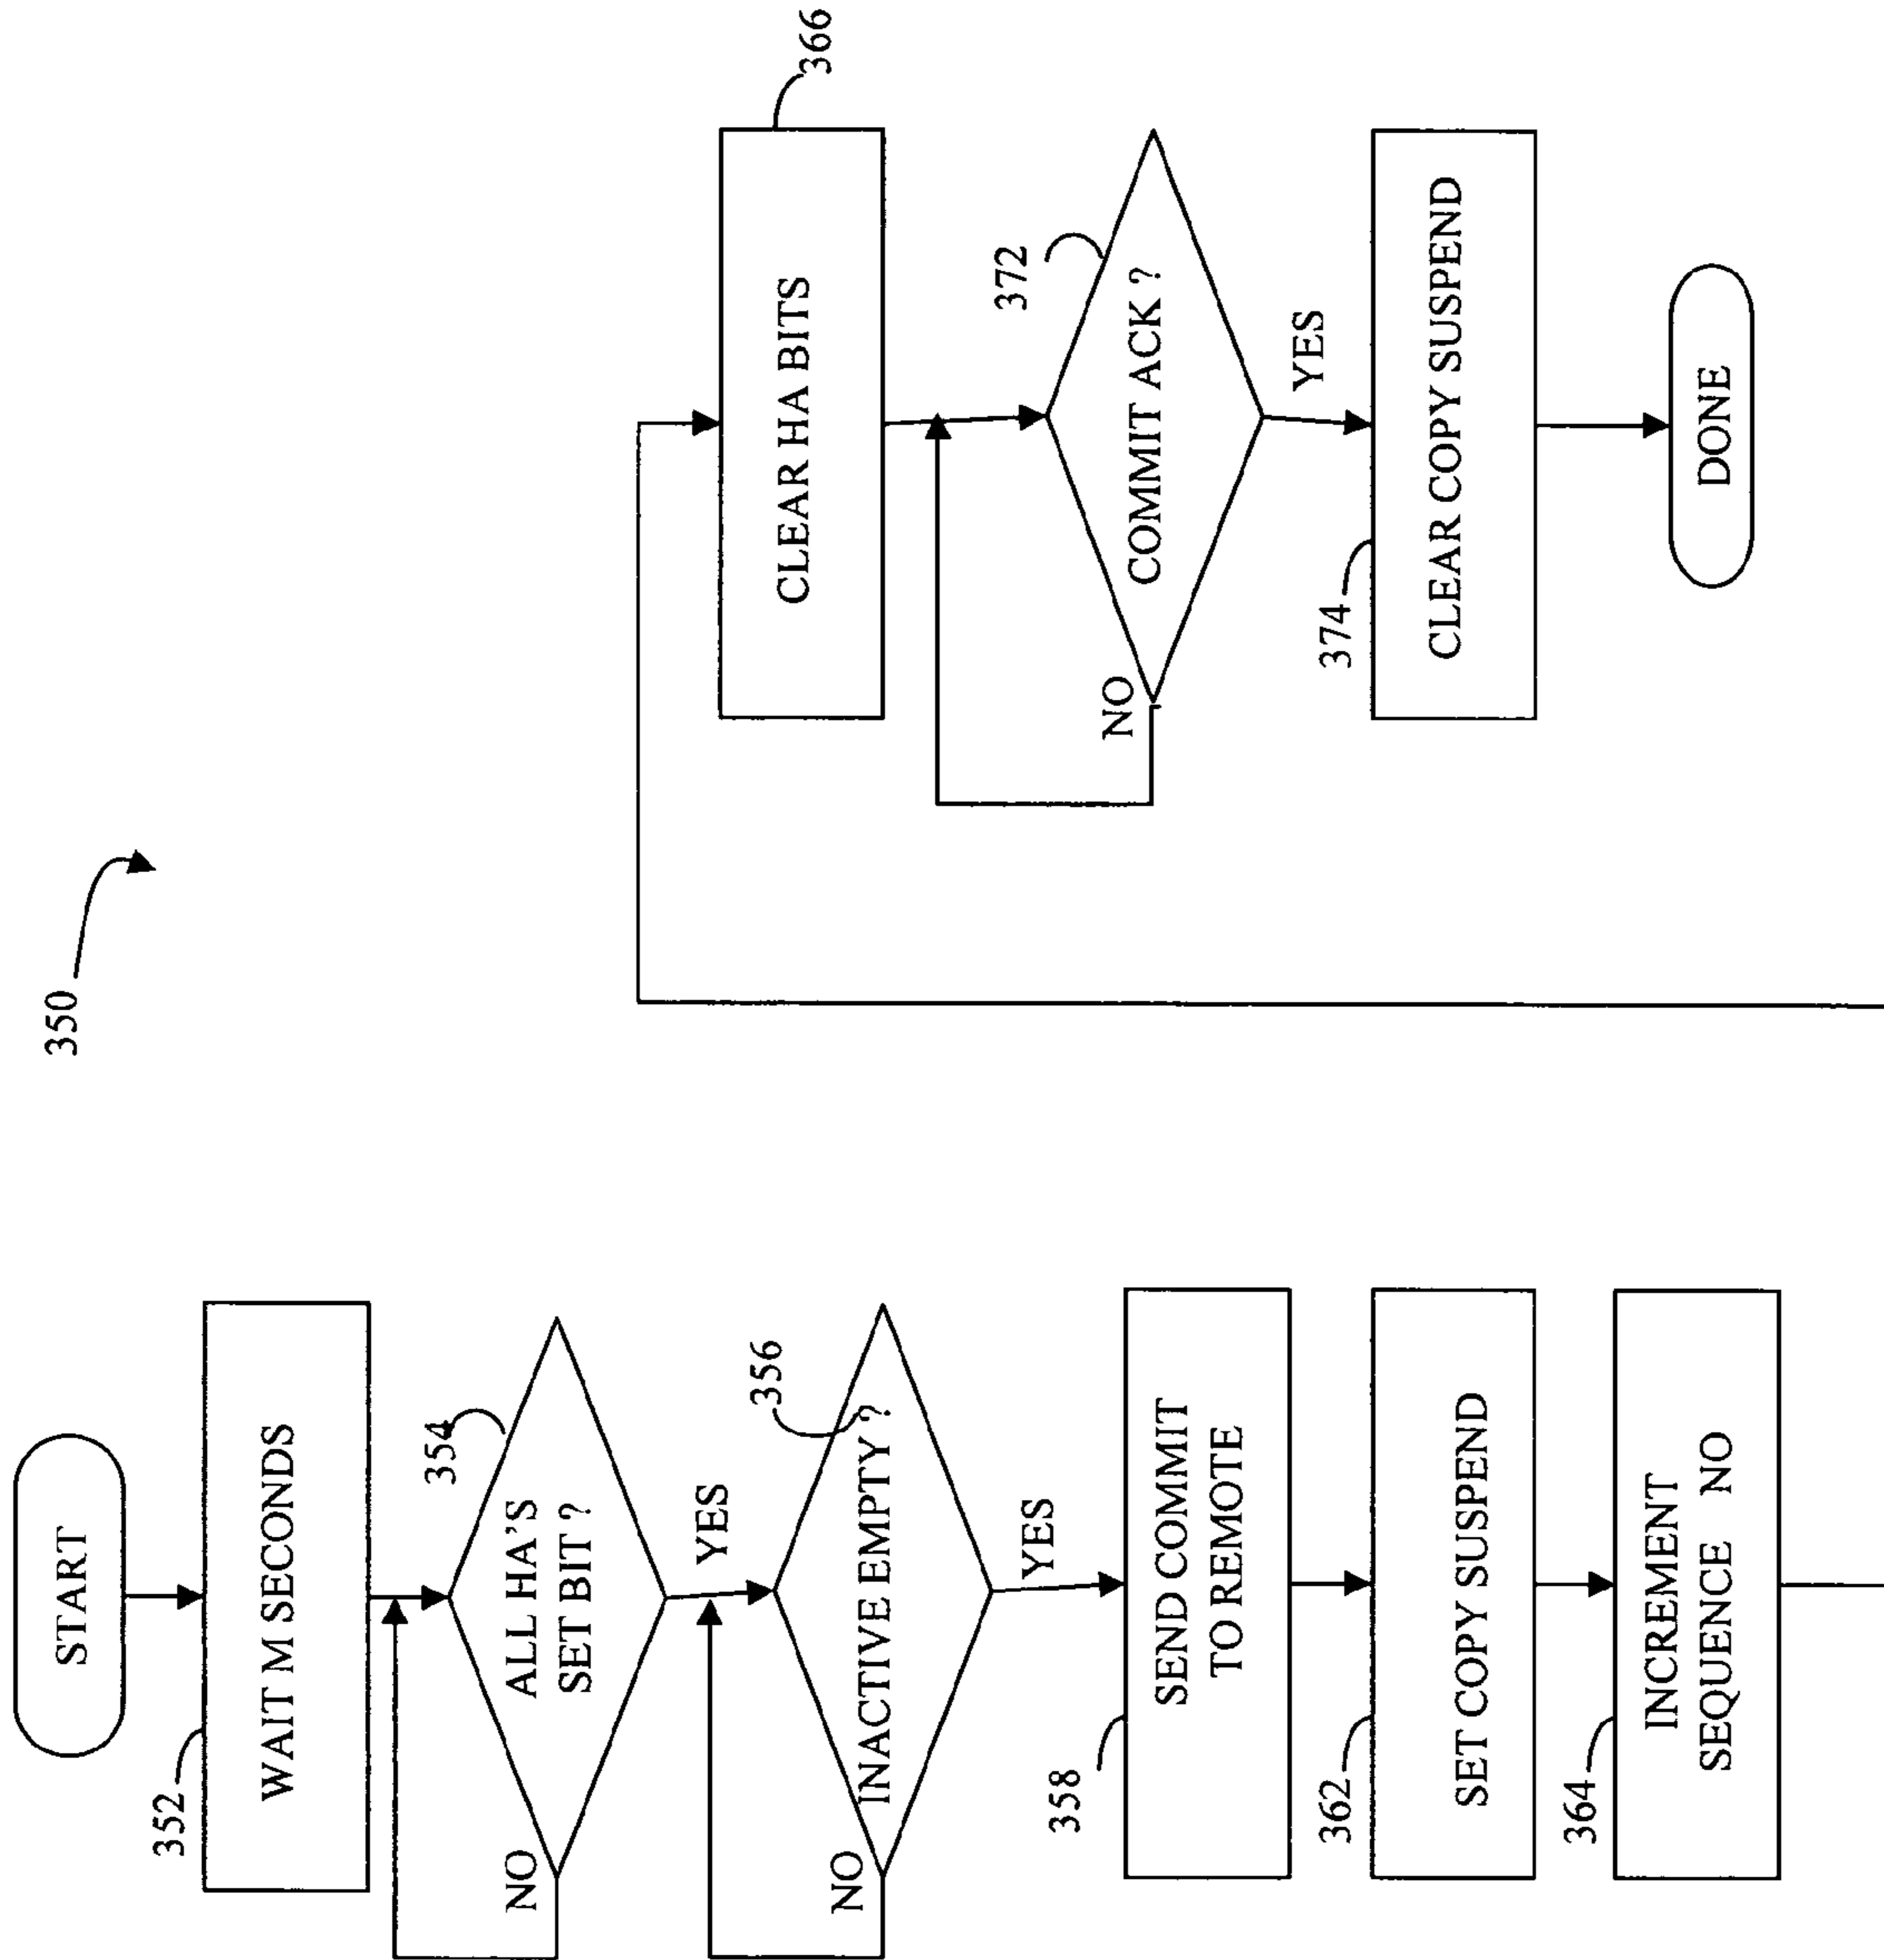 350
START
352
WAIT M SECONDS
354
ALL HA'S
SET BIT ?
NO
YES
356
INACTIVE EMPTY ?
NO
YES
358
SEND COMMIT
TO REMOTE
362
SET COPY SUSPEND
364
INCREMENT
SEQUENCE NO
366
CLEAR HA BITS
372
COMMIT ACK ?
NO
YES
374
CLEAR COPY SUSPEND
DONE